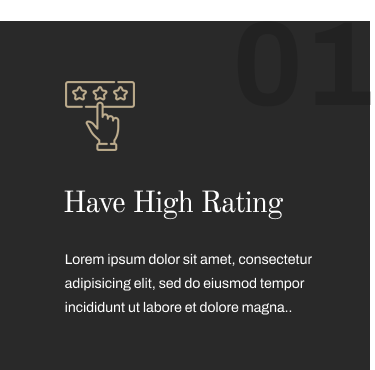 01
Have High Rating
Lorem ipsum dolor sit amet, consectetur
adipisicing elit, sed do eiusmod tempor
incididunt ut labore et dolore magna..